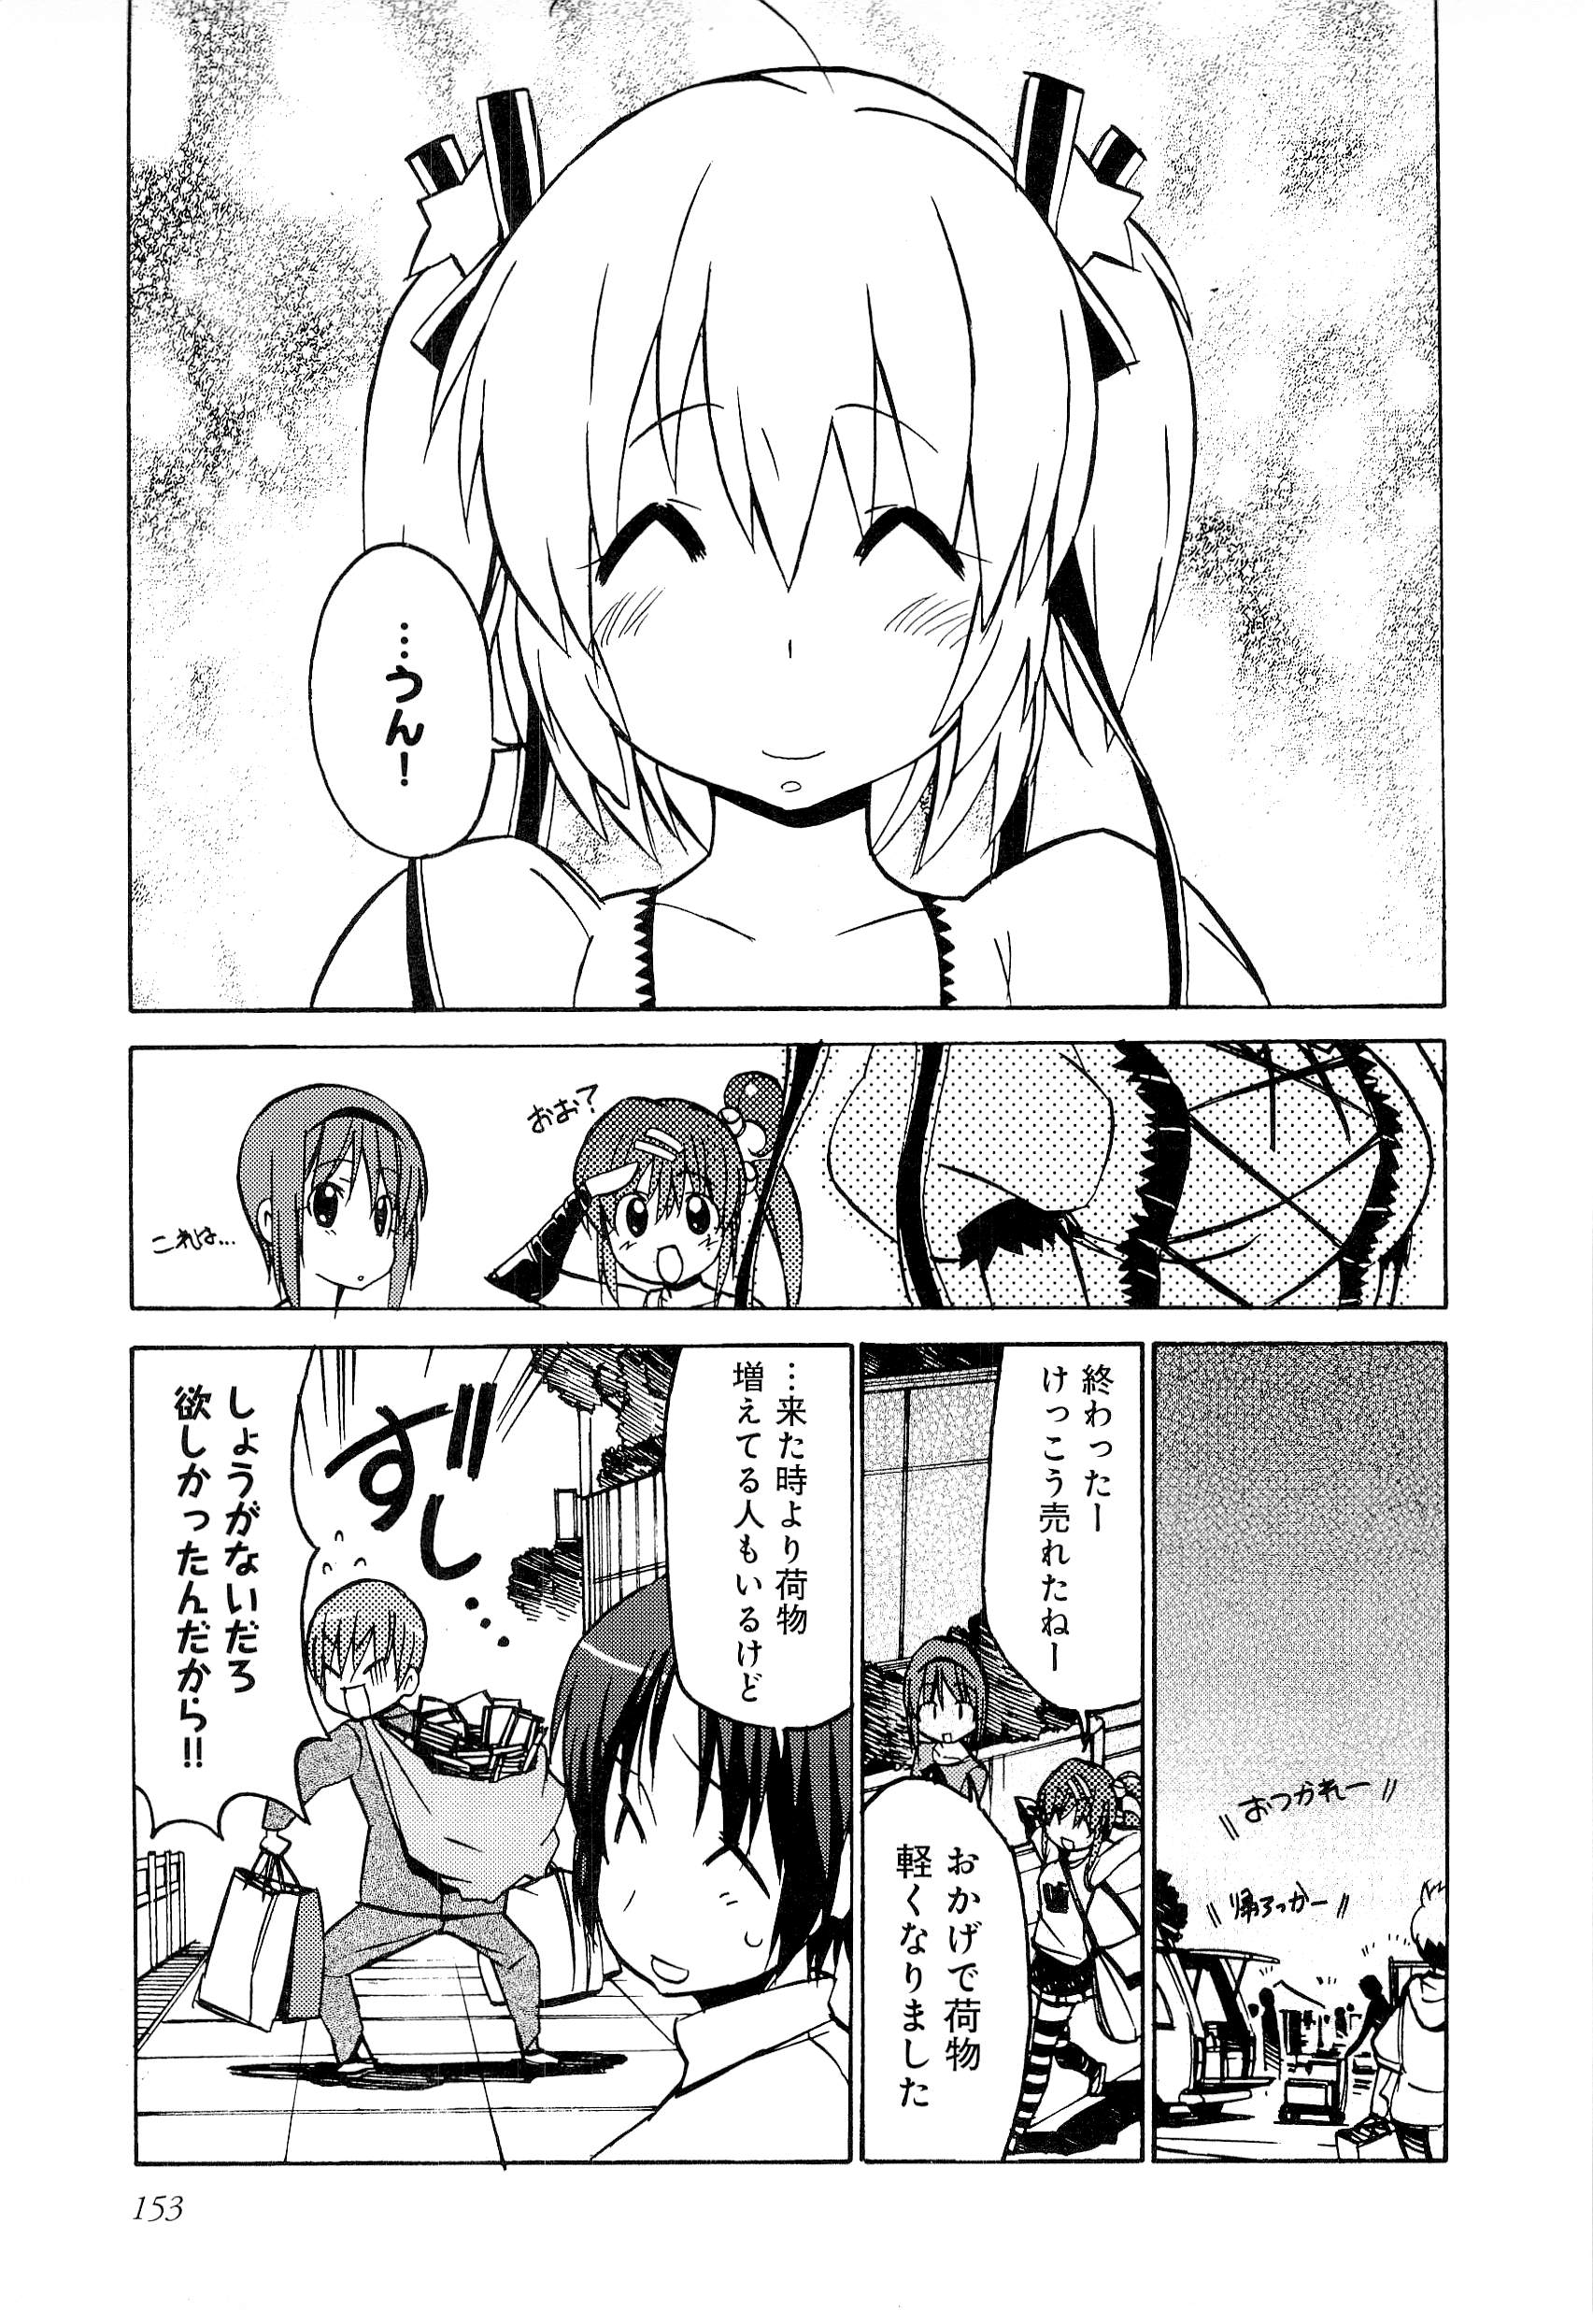 …うん！
おお？
これは…
おつかれー
帰ろっかー
終わったー
けっこう売れたねー
おかげで荷物
軽くなりました
…来た時より荷物
増えてる人もいるけど
ずし…
しょうがないだろ
欲しかったんだから!!
153